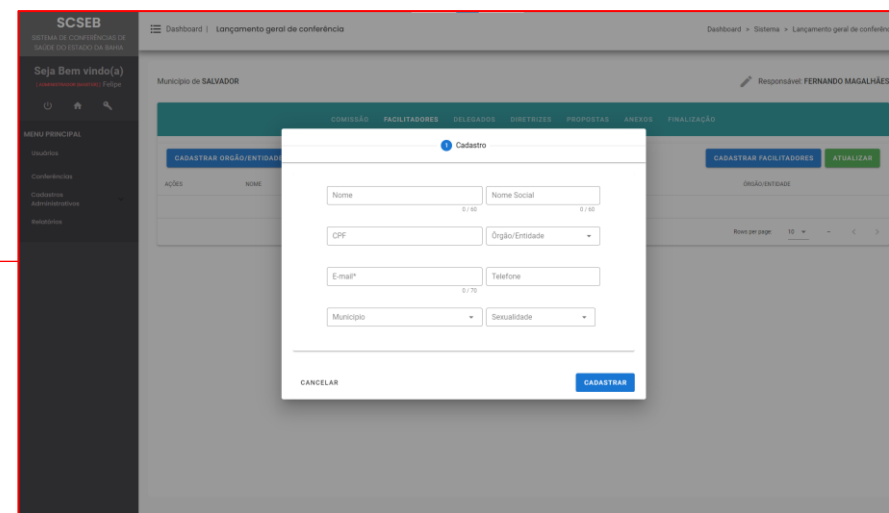 SCSEB
SISTEMA DE CONFERÊNCIAS DE
SAÚDE DO ESTADO DA BAHIA
Dashboard | Lançamento geral de conferência
Dashboard > Sistema > Lançamento geral de conferên
Seja Bem vindo(a)
Felipe
Município de SALVADOR
Responsável: FERNANDO MAGALHÃES
MENU PRINCIPAL
Usuários
Conferências
Cadastros
Administrativos
Relatórios
COMISSÃO FACILITADORES DELEGADOS DIRETRIZES PROPOSTAS ANEXOS FINALIZAÇÃO
CADASTRAR ORGÃO/ENTIDADE
CADASTRAR FACILITADORES
ATUALIZAR
AÇÕES NOME ÓRGÃO/ENTIDADE
Rows per page: 10 –
1 Cadastro
Nome
0 / 60
Nome Social
0 / 60
CPF
Órgão/Entidade
E-mail*
0 / 70
Telefone
Município
Sexualidade
CANCELAR
CADASTRAR